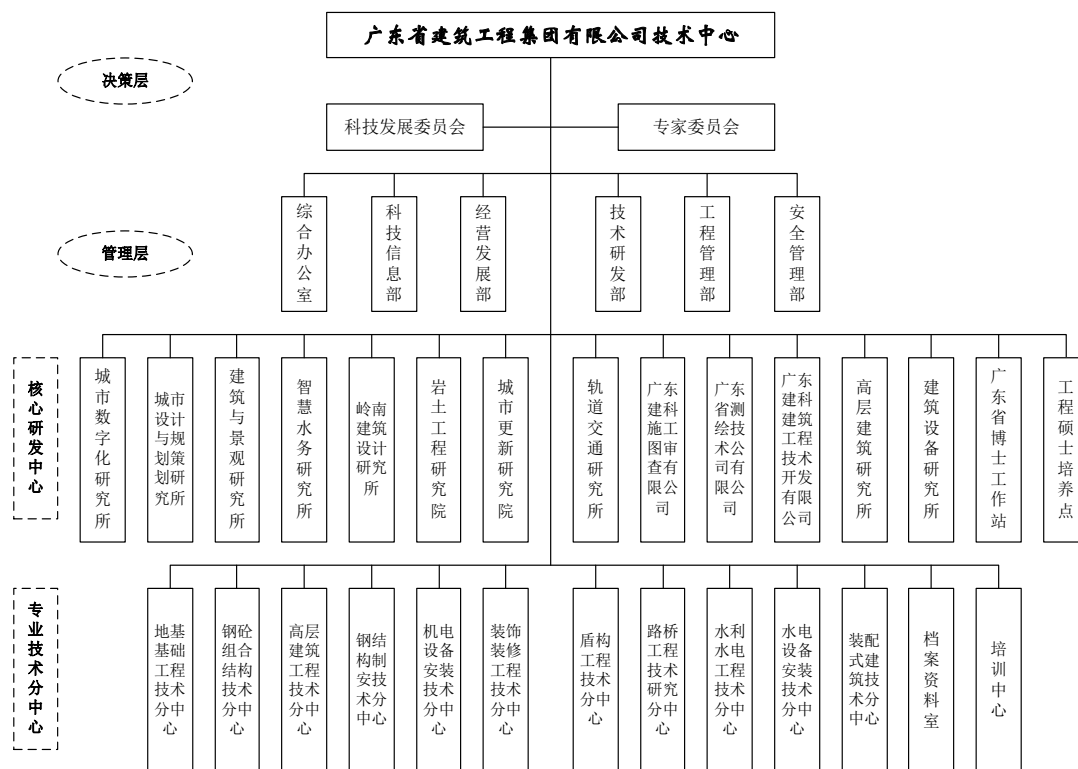 广东省建筑工程集团有限公司技术中心
决策层
科技发展委员会
专家委员会
管理层
综合办公室
科技信息部
经营发展部
技术研发部
工程管理部
安全管理部
核心研发中心
城市数字化研究所
城市设计与规划策划研究所
建筑与景观研究所
智慧水务研究所
岭南建筑设计研究所
岩土工程研究院
城市更新研究院
轨道交通研究所
广东建科施工图审查有限公司
广东省测绘技术公司有限公司
广东建科建筑工程技术开发有限公司
高层建筑研究所
建筑设备研究所
广东省博士工作站
工程硕士培养点
专业技术分中心
地基基础工程技术分中心
钢砼组合结构技术分中心
高层建筑工程技术分中心
钢结构制安技术分中心
机电设备安装技术分中心
装饰装修工程技术分中心
盾构工程技术分中心
路桥工程技术研究分中心
水利水电工程技术分中心
水电设备安装技术分中心
装配式建筑技术分中心
档案资料室
培训中心